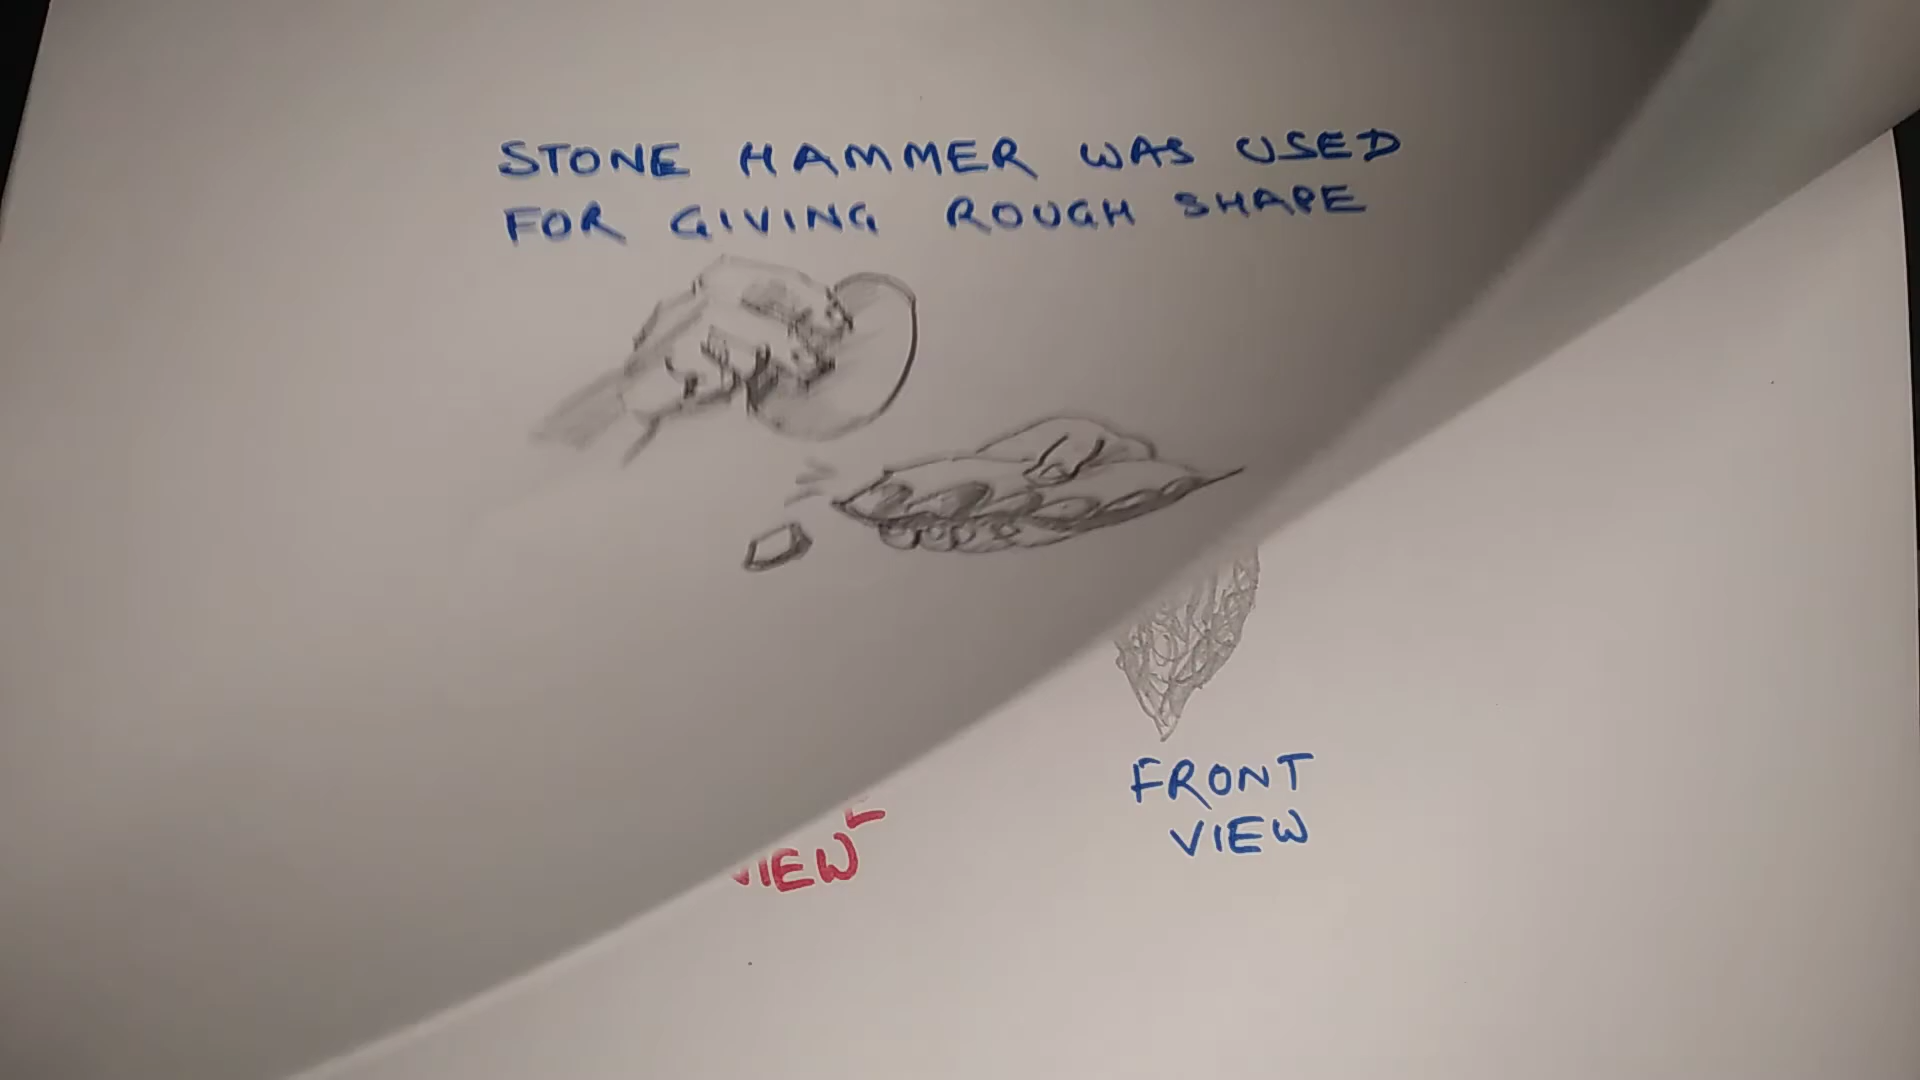 STONE HAMMER WAS USED
FOR GIVING ROUGH SHAPE
FRONT
VIEW
VIEW